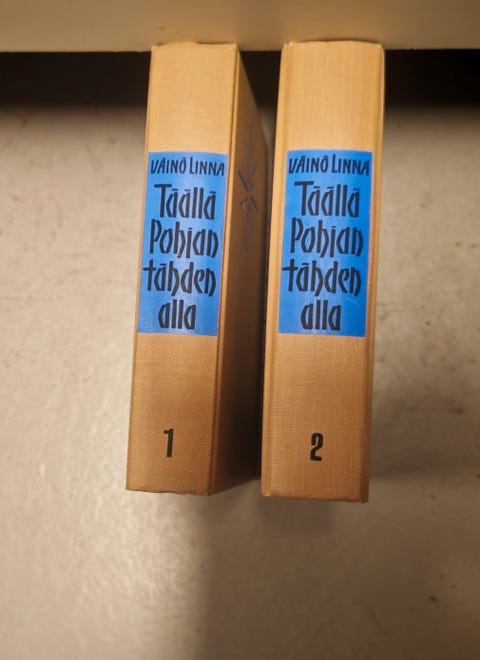 VÄINÖ LINNA
Täällä
Pohjan
tähden
alla
1
VÄINÖ LINNA
Täällä
Pohjan
tähden
alla
2